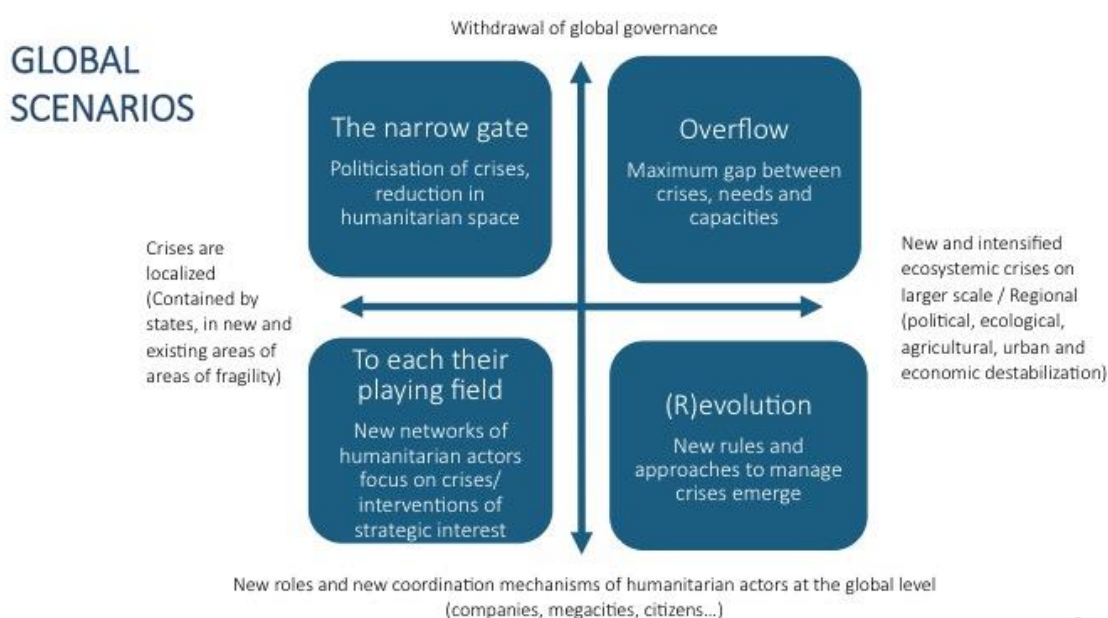 Withdrawal of global governance
GLOBAL
SCENARIOS
The narrow gate
Politicisation of crises,
reduction in
humanitarian space
Overflow
Maximum gap between
crises, needs and
capacities
Crises are
localized
(Contained by
states, in new and
existing areas of
areas of fragility)
New and intensified
ecosystemic crises on
larger scale / Regional
(political, ecological,
agricultural, urban and
economic destabilization)
To each their
playing field
New networks of
humanitarian actors
focus on crises/
interventions of
strategic interest
(R)evolution
New rules and
approaches to manage
crises emerge
New roles and new coordination mechanisms of humanitarian actors at the global level
(companies, megacities, citizens...)